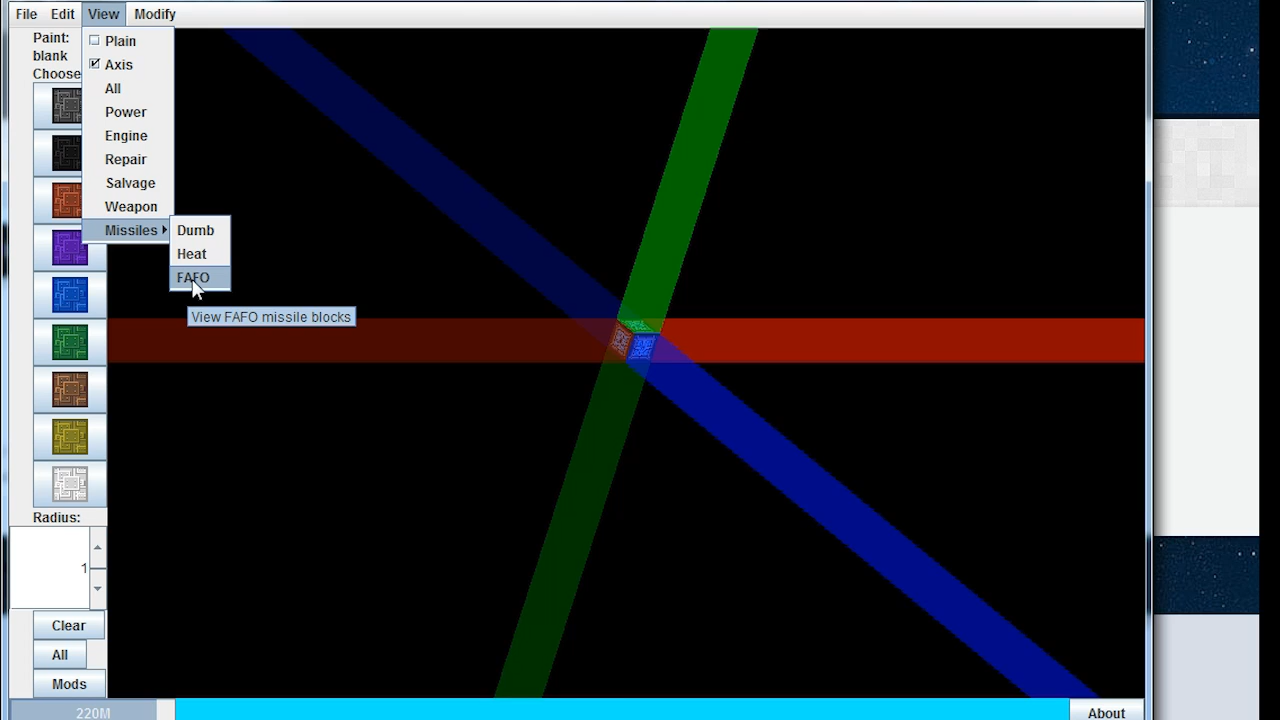 File Edit View Modify
Paint:
blank
Choose
Plain
Axis
All
Power
Engine
Repair
Salvage
Weapon
Missiles
Dumb
Heat
FAFO
View FAFO missile blocks
Radius:
1
Clear
All
Mods
220M
About